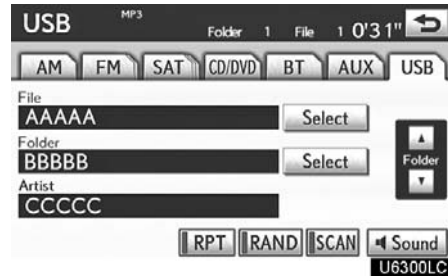 USB MP3 Folder 1 File 1 0'31"
AM FM SAT CD/DVD BT AUX USB
File
AAAAA Select
Folder
BBBBB Select Folder
Artist
CCCCC
RPT RAND SCAN Sound
U6300LC